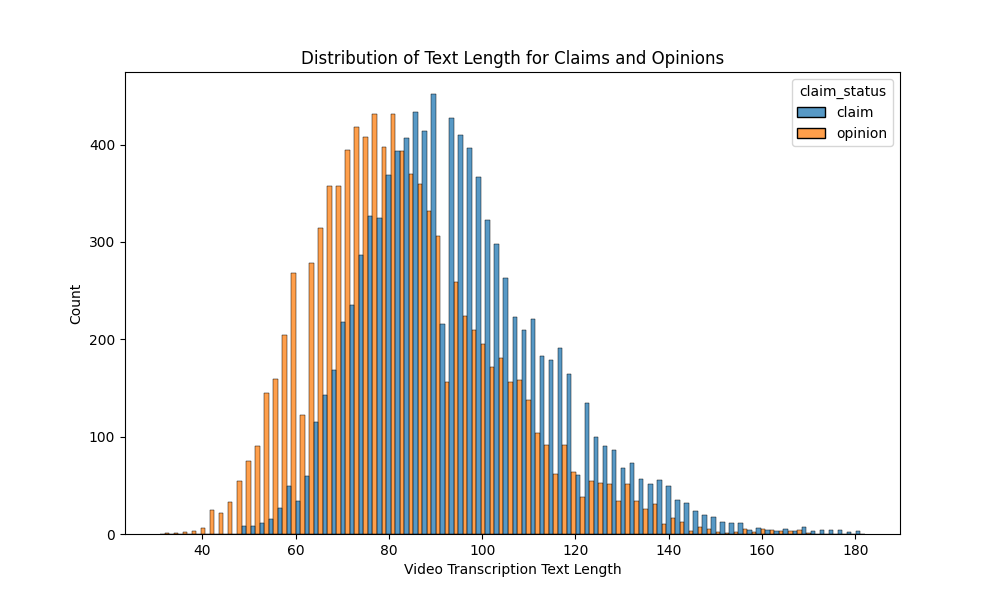 Distribution of Text Length for Claims and Opinions
claim_status
claim
opinion
Count
400
300
200
100
0
40 60 80 100 120 140 160 180
Video Transcription Text Length